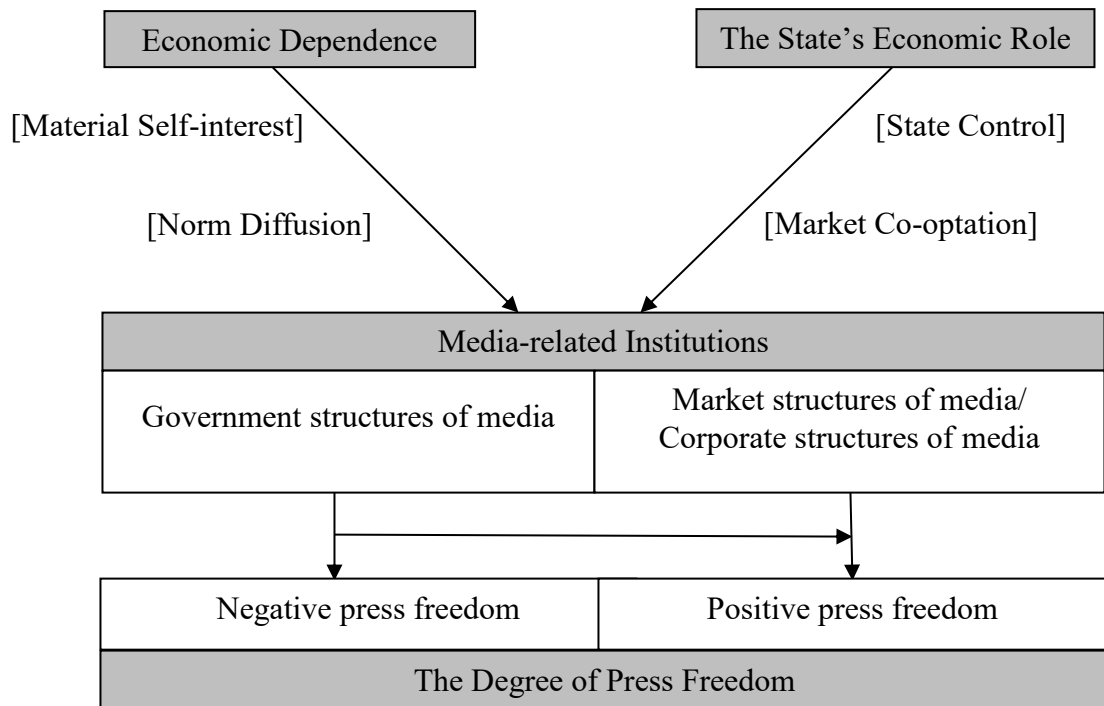 Economic Dependence
The State’s Economic Role
[Material Self-interest]
[State Control]
[Norm Diffusion]
[Market Co-optation]
Media-related Institutions
Government structures of media
Market structures of media/
Corporate structures of media
Negative press freedom
Positive press freedom
The Degree of Press Freedom